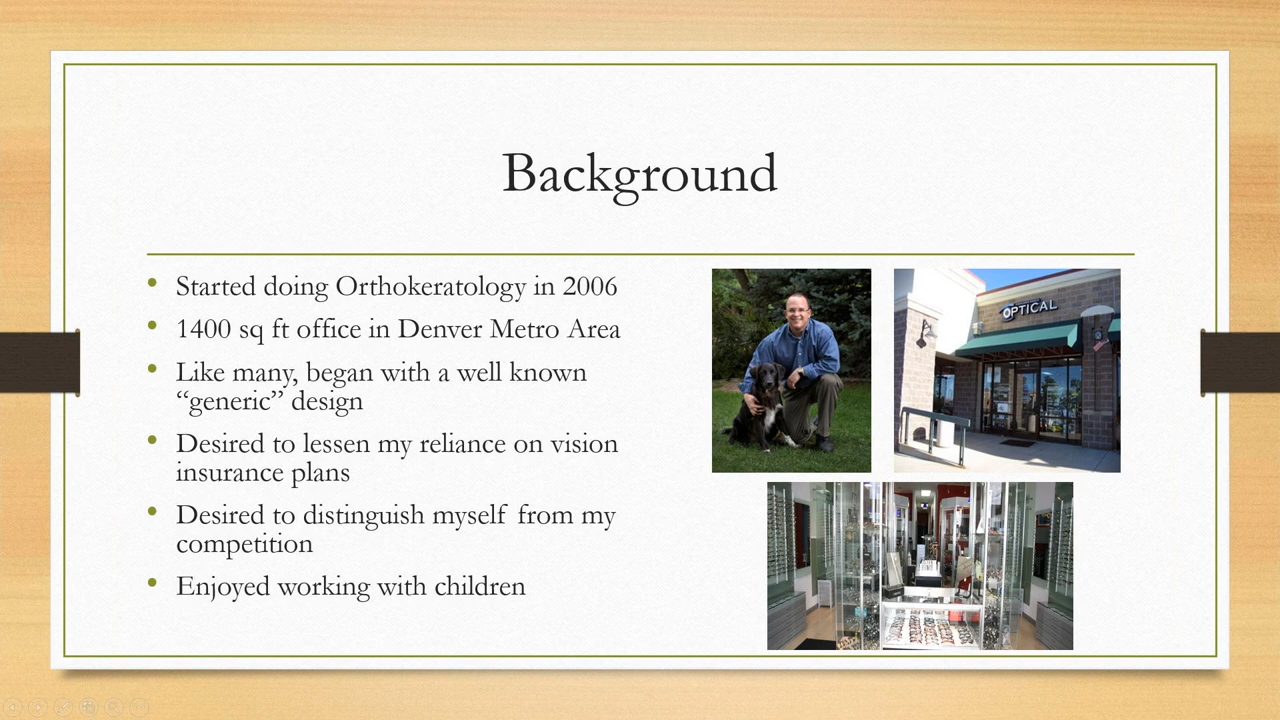 Background
• Started doing Orthokeratology in 2006
• 1400 sq ft office in Denver Metro Area
• Like many, began with a well known
“generic” design
• Desired to lessen my reliance on vision
insurance plans
• Desired to distinguish myself from my
competition
• Enjoyed working with children
OPTICAL